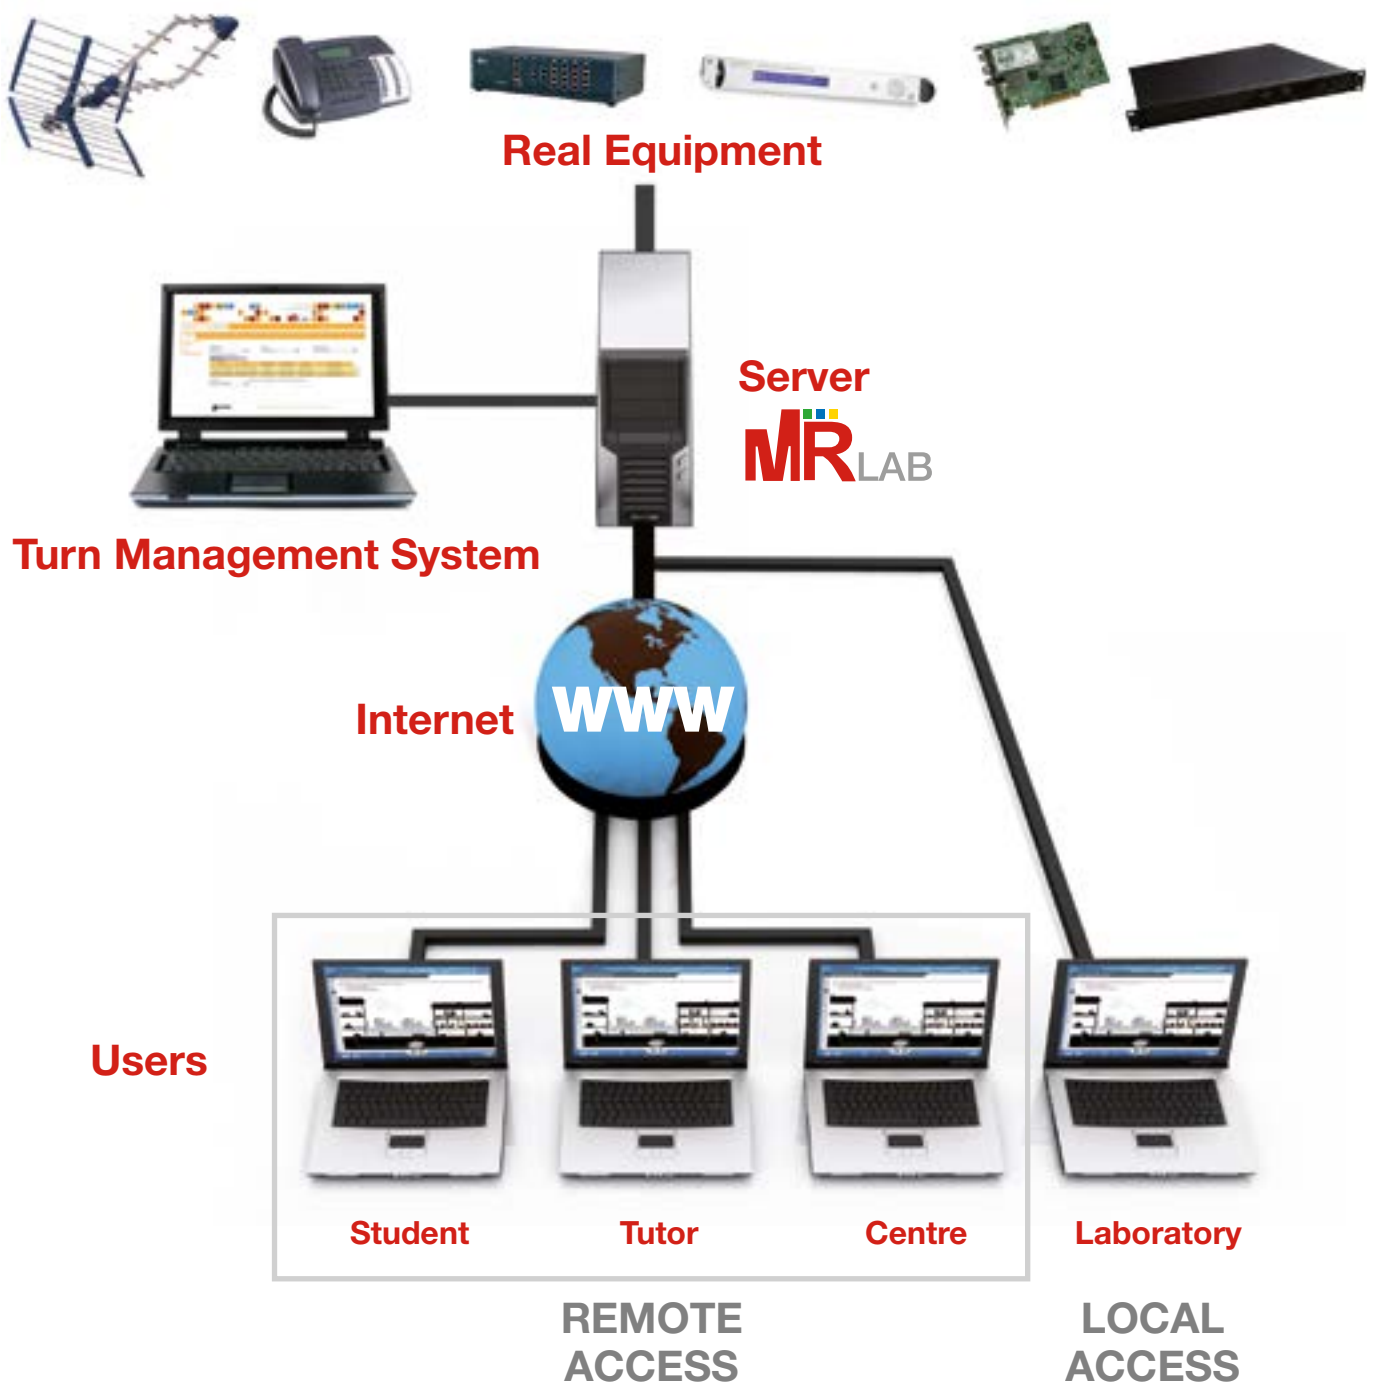 Real Equipment
Server
MR LAB
Turn Management System
Internet
WWW
Users
Student
Tutor
Centre
Laboratory
REMOTE
ACCESS
LOCAL
ACCESS